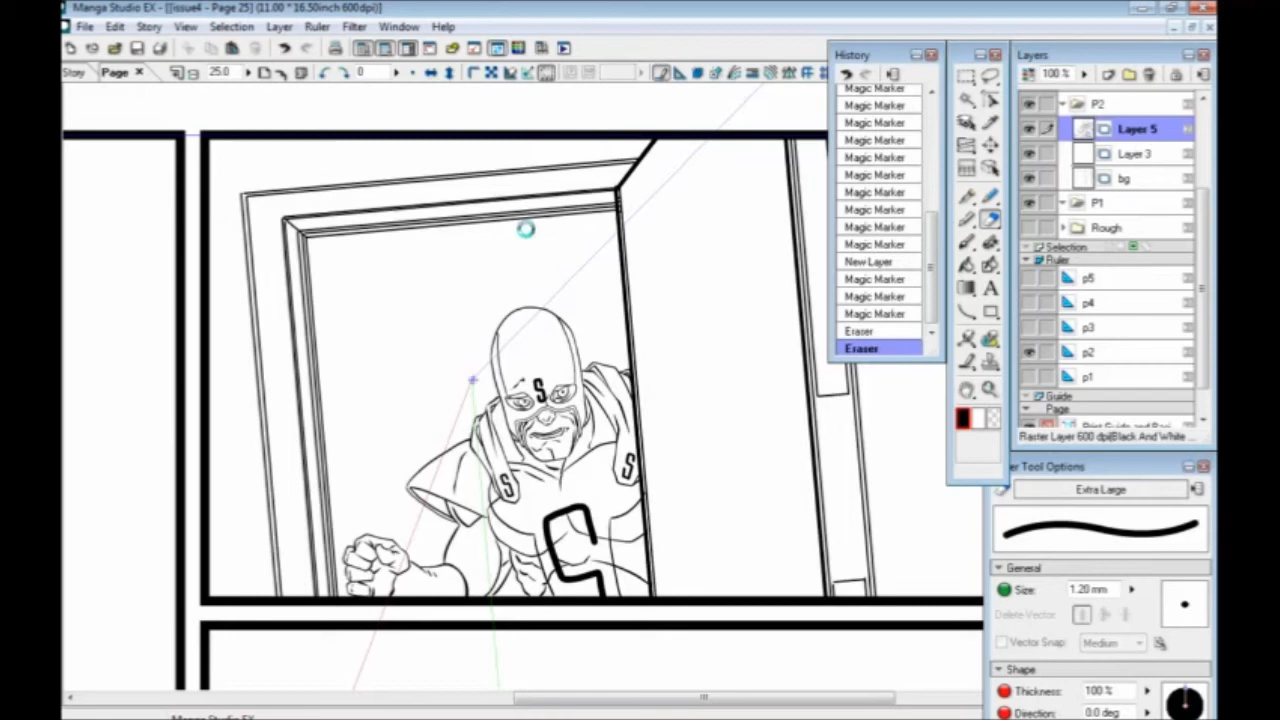 Manga Studio EX - [[issue4 - Page 25] (11.00 * 16.50inch 600dpi)]
File Edit Story View Selection Layer Ruler Filter Window Help
Story Page 25.0 0
History
Magic Marker
Magic Marker
Magic Marker
Magic Marker
Magic Marker
Magic Marker
Magic Marker
Magic Marker
Magic Marker
Magic Marker
New Layer
Magic Marker
Magic Marker
Magic Marker
Eraser
Eraser
A
Layers
100 %
P2
Layer 5
Layer 3
bg
P1
Rough
Selection
Ruler
p5
p4
p3
p2
p1
Guide
Page
Raster Layer 600 dpi(Black And White ...
Tool Options
Extra Large
General
Size: 1.20 mm
Delete Vector:
Vector Snap: Medium
Shape
Thickness: 100 %
Direction: 0.0 deg
S
S
S
S
Manga Studio EX